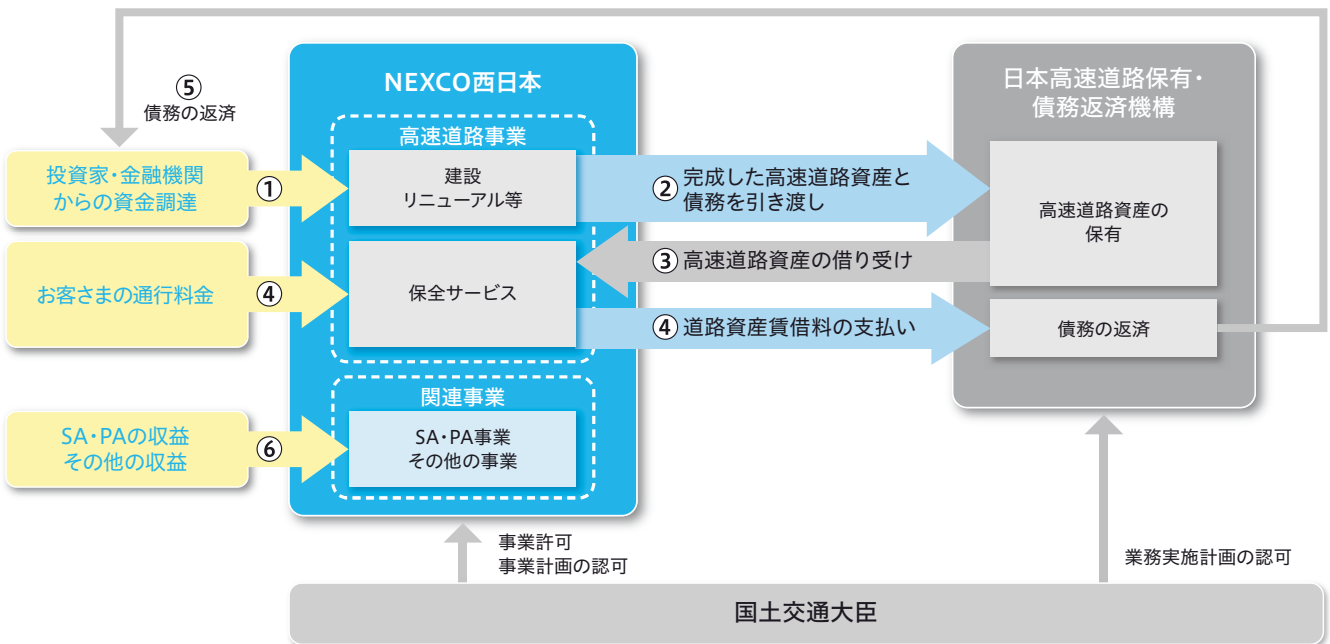 ⑤
債務の返済
投資家・金融機関
からの資金調達
①
お客さまの通行料金
④
SA・PAの収益
その他の収益
⑥
NEXCO西日本
高速道路事業
建設
リニューアル等
保全サービス
関連事業
SA・PA事業
その他の事業
②完成した高速道路資産と
債務を引き渡し
③高速道路資産の借り受け
④道路資産賃借料の支払い
日本高速道路保有・
債務返済機構
高速道路資産の
保有
債務の返済
事業許可
事業計画の認可
業務実施計画の認可
国土交通大臣